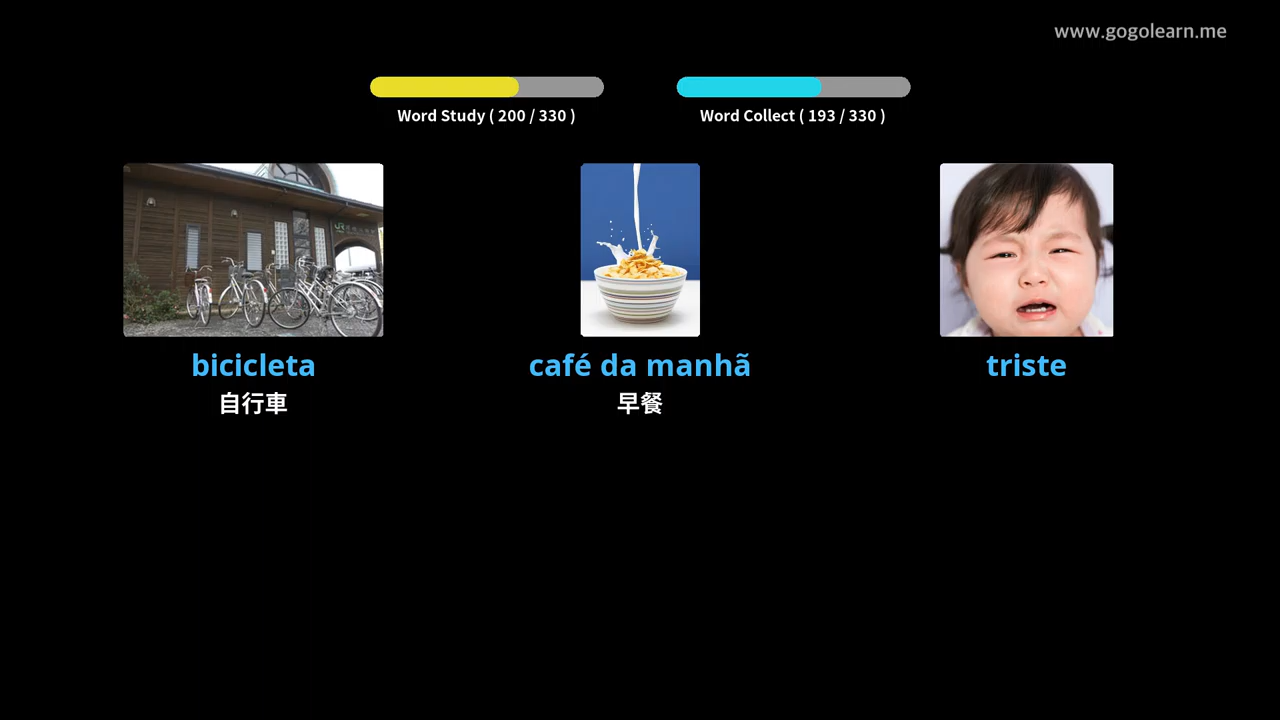 www.gogolearn.me
Word Study ( 200 / 330 )
Word Collect ( 193 / 330 )
bicicleta
café da manhã
triste
自行車
早餐